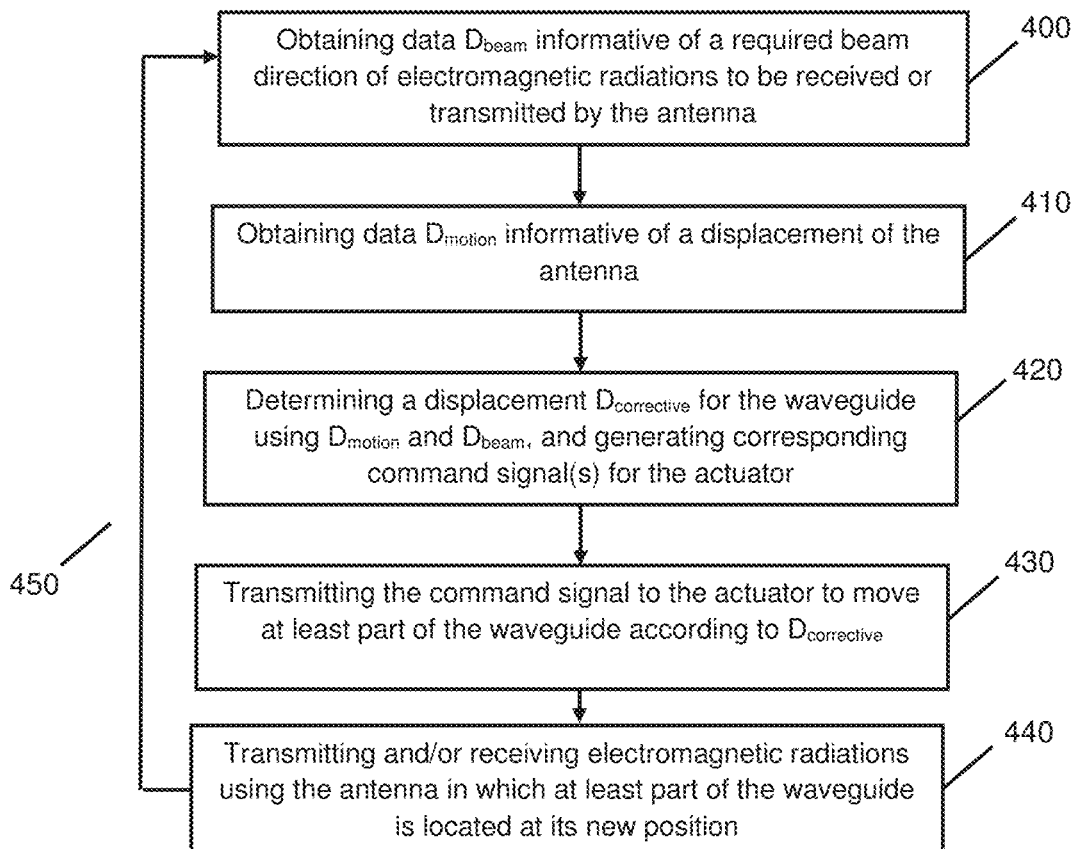 Obtaining data Dbeam informative of a required beam
direction of electromagnetic radiations to be received or
transmitted by the antenna
400
Obtaining data Dmotion informative of a displacement of the
antenna
410
Determining a displacement Dcorrective for the waveguide
using Dmotion and Dbeam, and generating corresponding
command signal(s) for the actuator
420
450
Transmitting the command signal to the actuator to move
at least part of the waveguide according to Dcorrective
430
Transmitting and/or receiving electromagnetic radiations
using the antenna in which at least part of the waveguide
is located at its new position
440